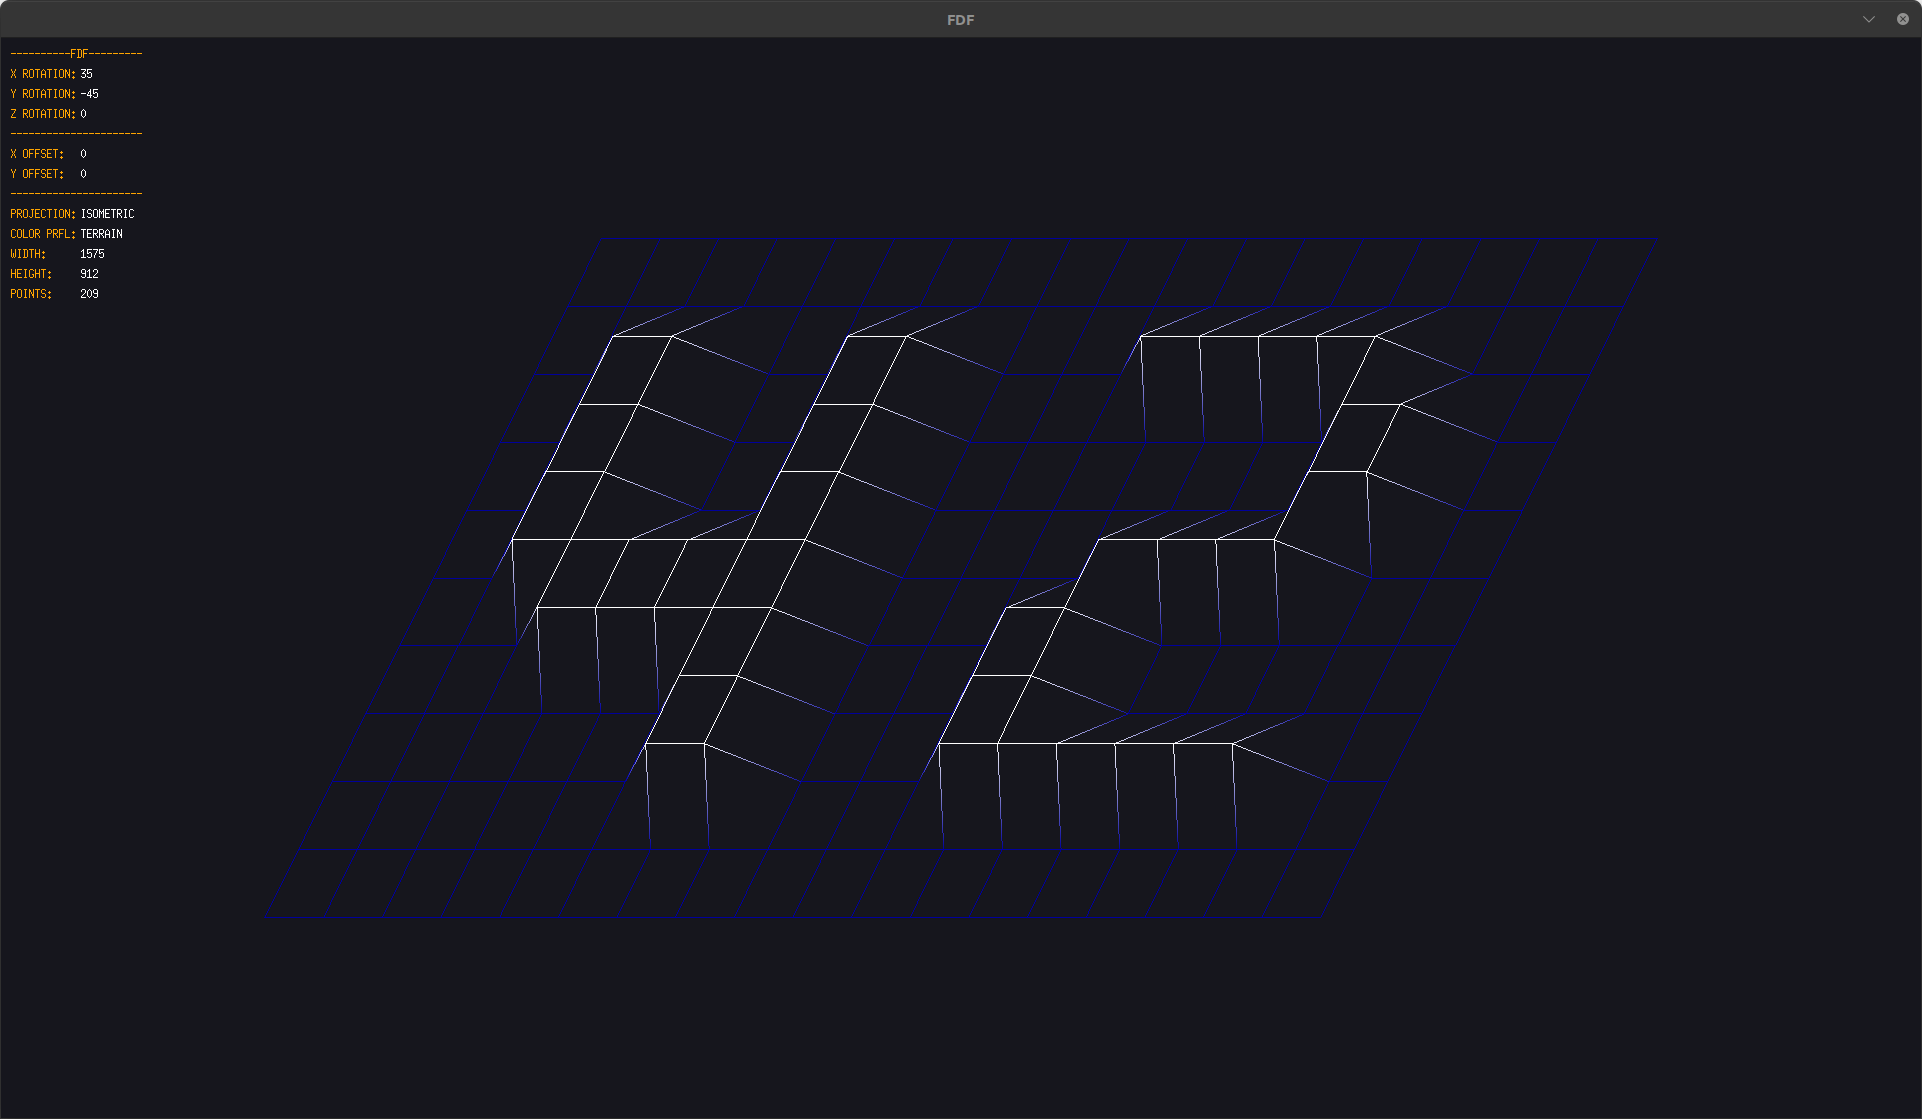 FDF
----------FDF---------
X ROTATION: 35
Y ROTATION: -45
Z ROTATION: 0
----------------------
X OFFSET: 0
Y OFFSET: 0
----------------------
PROJECTION: ISOMETRIC
COLOR PRFL: TERRAIN
WIDTH: 1575
HEIGHT: 912
POINTS: 209
42